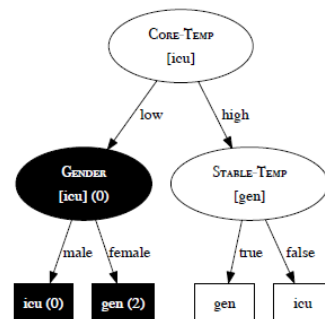 CORE-TEMP
[icu]
low
high
GENDER
[icu] (0)
STABLE-TEMP
[gen]
male
female
true
false
icu (0)
gen (2)
gen
icu